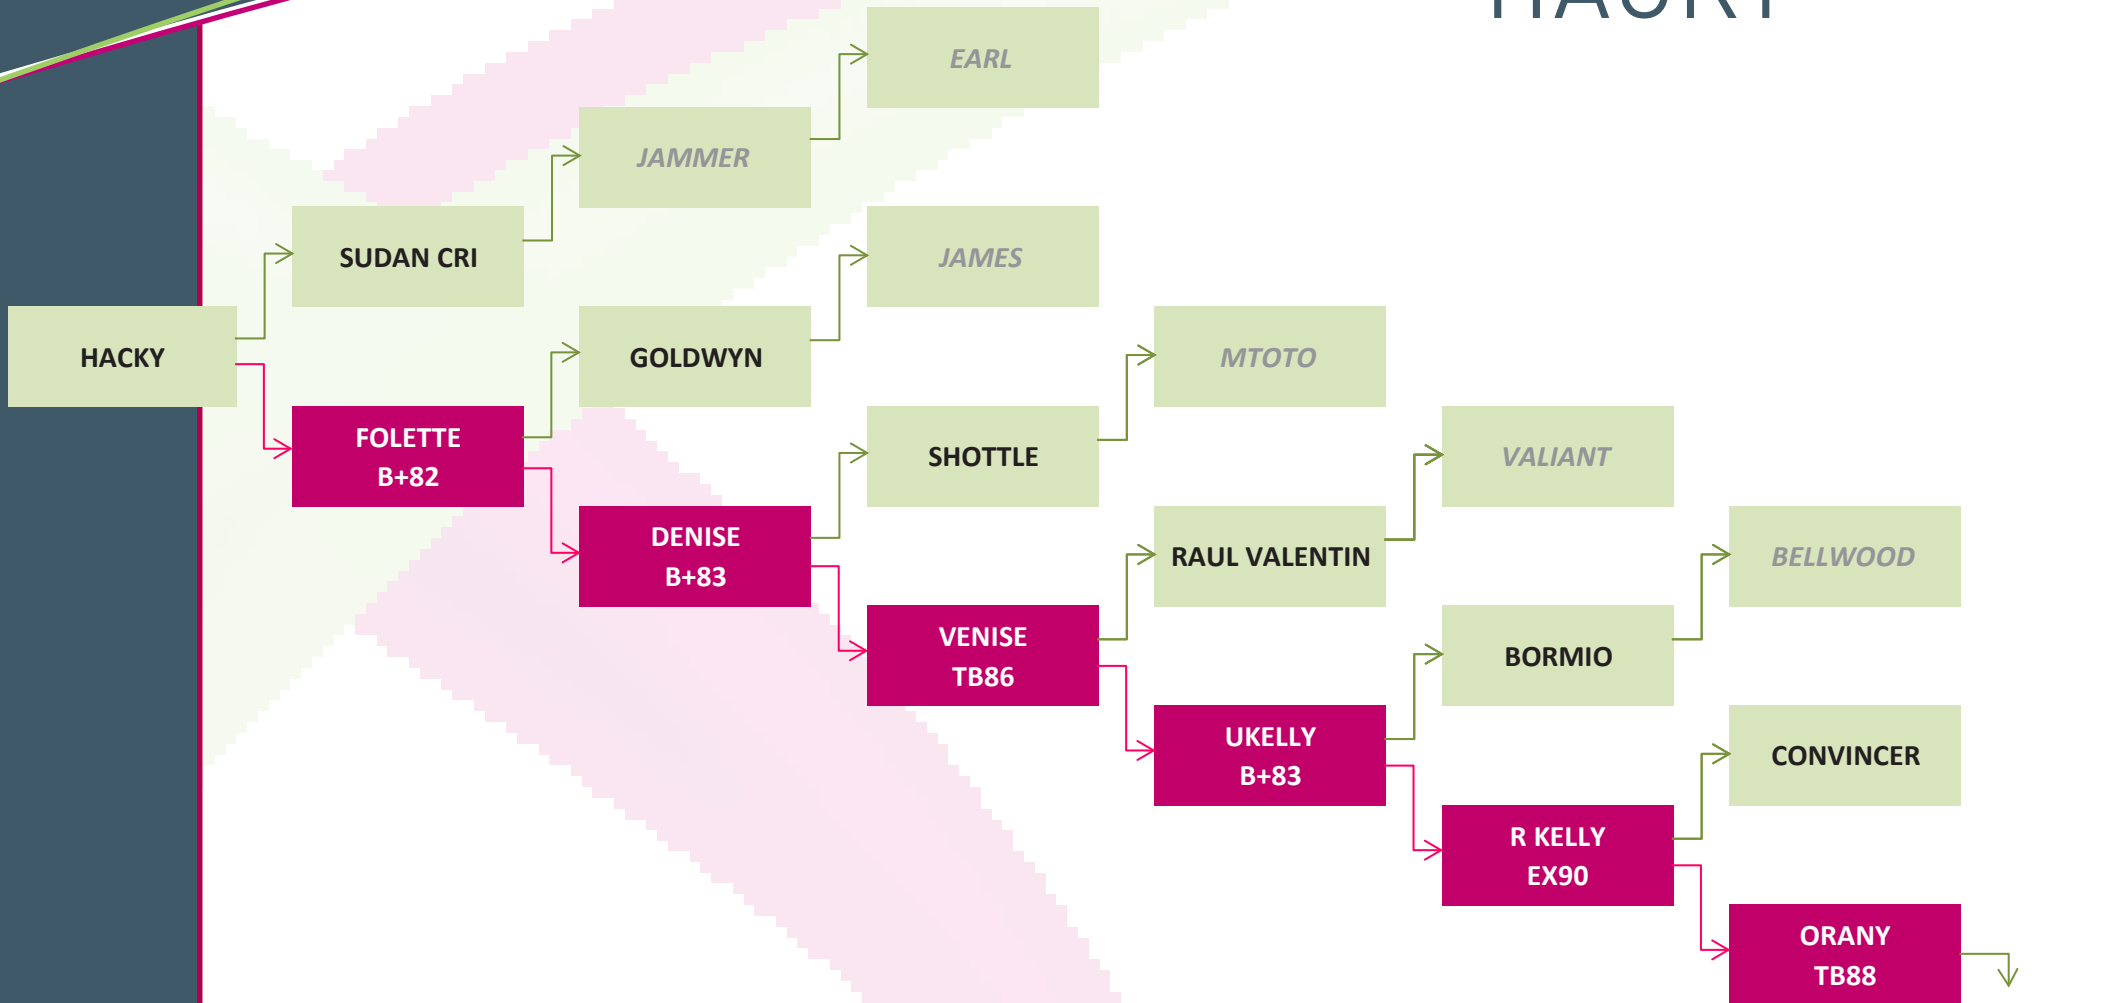 HACKY
EARL
JAMMER
SUDAN CRI
JAMES
HACKY
GOLDWYN
MTOTO
FOLETTE
B+82
SHOTTLE
VALIANT
DENISE
B+83
RAUL VALENTIN
BELLWOOD
VENISE
TB86
BORMIO
UKELLY
B+83
CONVINCER
R KELLY
EX90
ORANY
TB88